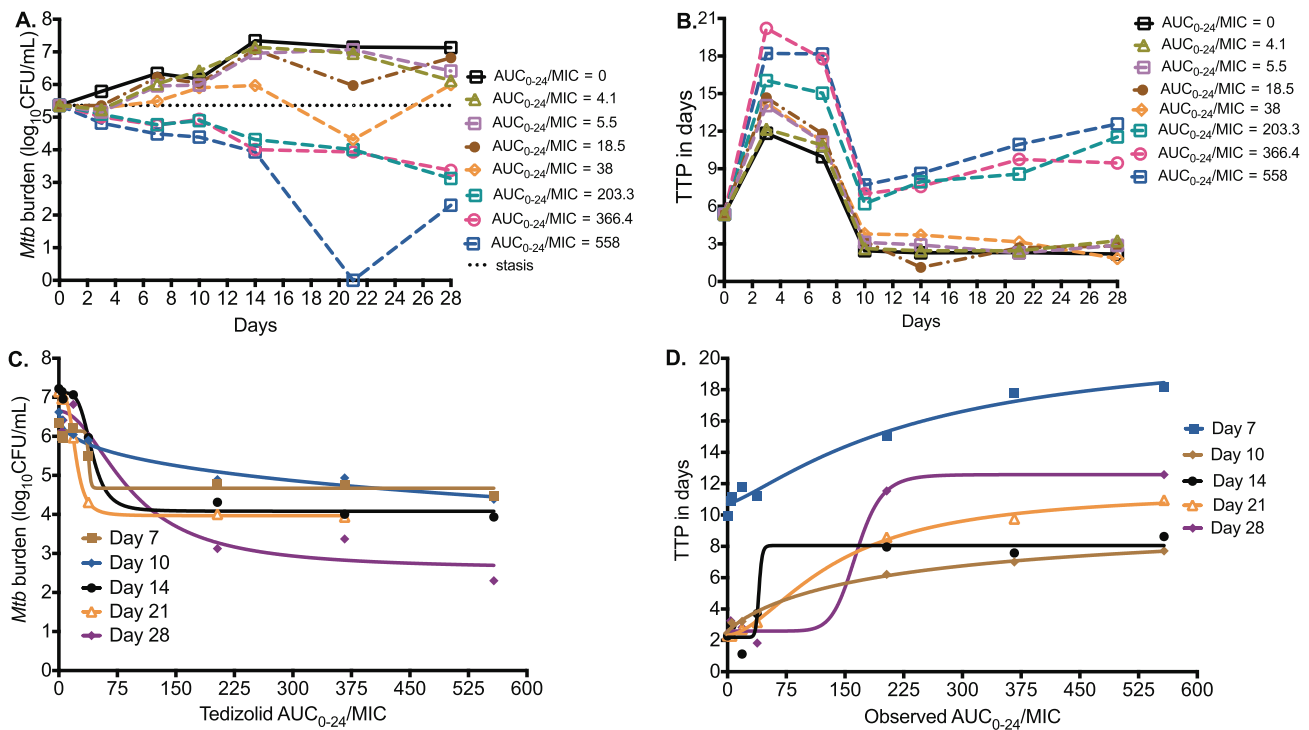 A.
Mtb burden (log10CFU/mL)
8
7
6
5
4
3
2
1
0
0 2 4 6 8 10 12 14 16 18 20 22 24 26 28
Days
AUC0-24/MIC = 0
AUC0-24/MIC = 4.1
AUC0-24/MIC = 5.5
AUC0-24/MIC = 18.5
AUC0-24/MIC = 38
AUC0-24/MIC = 203.3
AUC0-24/MIC = 366.4
AUC0-24/MIC = 558
stasis
B.
TTP in days
21
18
15
12
9
6
3
0
0 2 4 6 8 10 12 14 16 18 20 22 24 26 28
Days
AUC0-24/MIC = 0
AUC0-24/MIC = 4.1
AUC0-24/MIC = 5.5
AUC0-24/MIC = 18.5
AUC0-24/MIC = 38
AUC0-24/MIC = 203.3
AUC0-24/MIC = 366.4
AUC0-24/MIC = 558
C.
Mtb burden (log10CFU/mL)
8
7
6
5
4
3
2
1
0
Day 7
Day 10
Day 14
Day 21
Day 28
0 75 150 225 300 375 450 525 600
Tedizolid AUC0-24/MIC
D.
TTP in days
20
18
16
14
12
10
8
6
4
2
0
0 75 150 225 300 375 450 525 600
Observed AUC0-24/MIC
Day 7
Day 10
Day 14
Day 21
Day 28